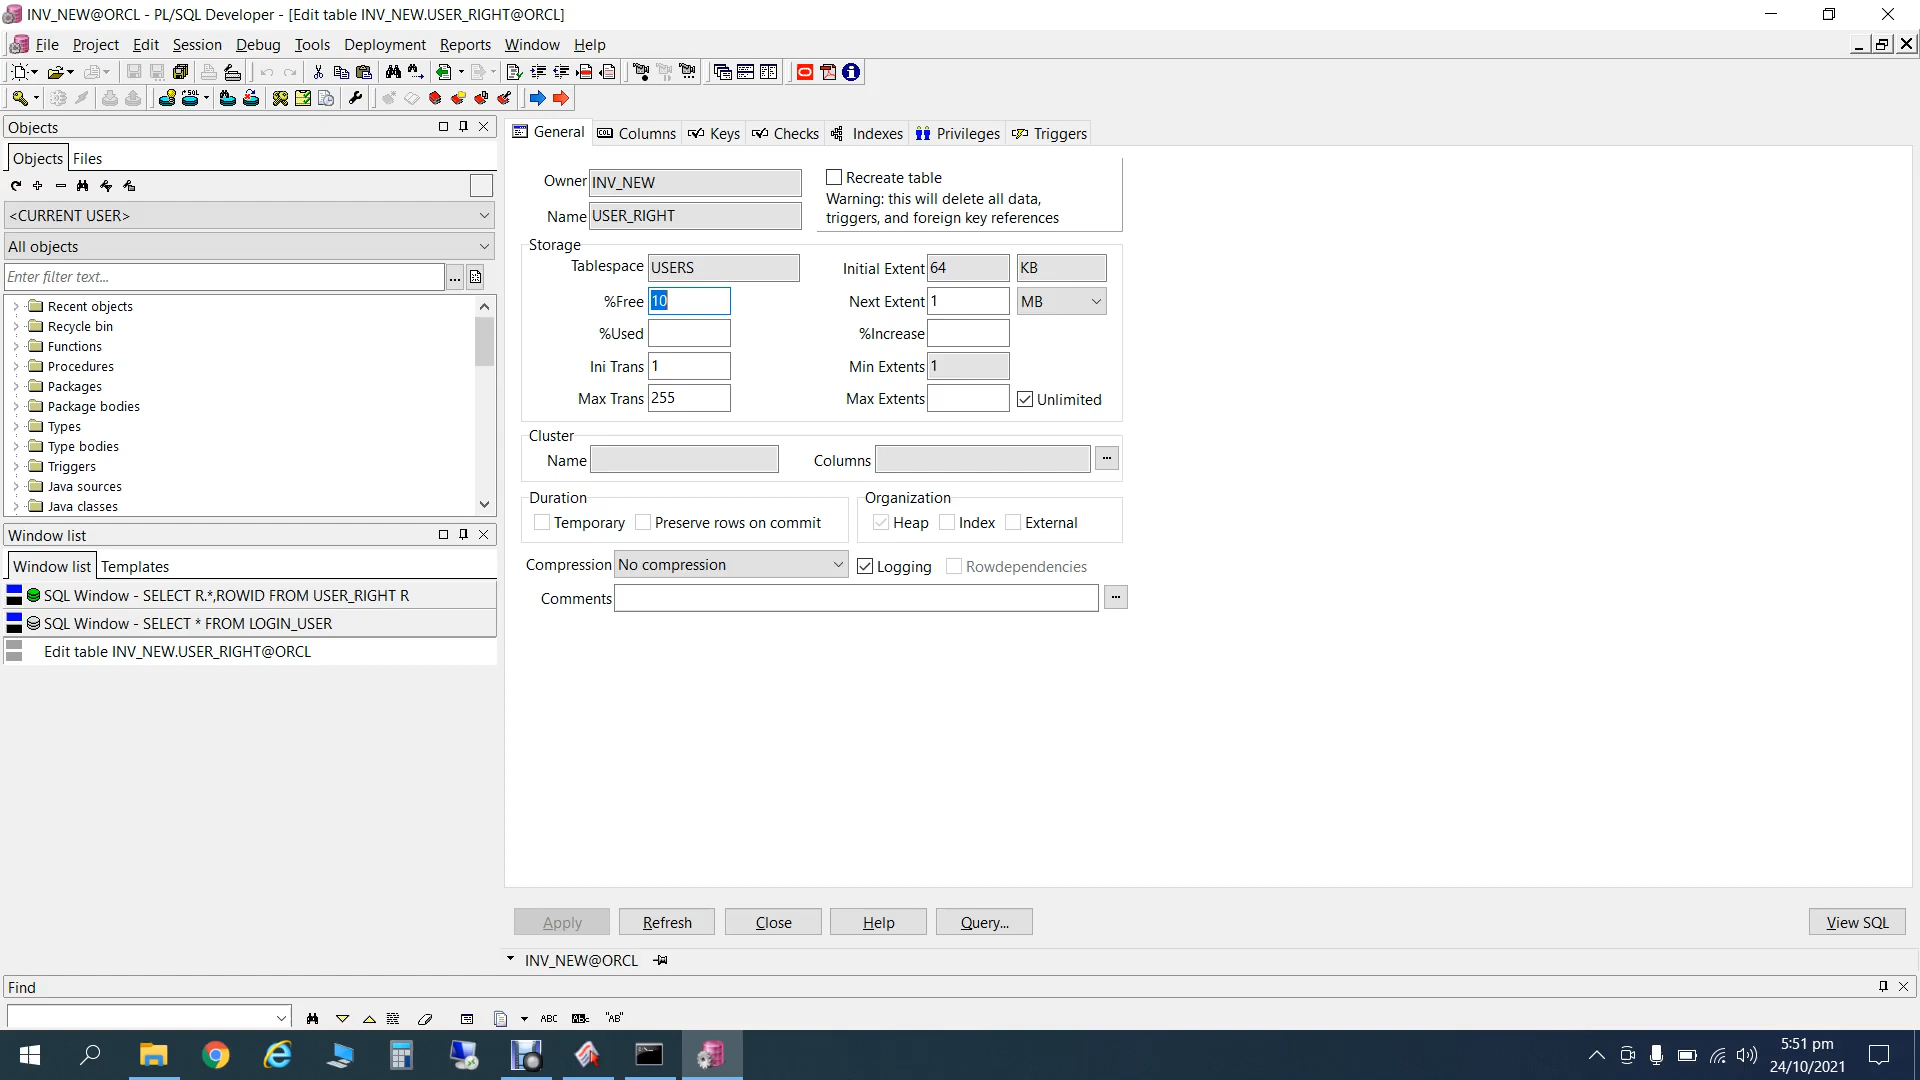 INV_NEW@ORCL - PL/SQL Developer - [Edit table INV_NEW.USER_RIGHT@ORCL]
File Project Edit Session Debug Tools Deployment Reports Window Help
Objects
Objects Files
<CURRENT USER>
All objects
Enter filter text...
Recent objects
Recycle bin
Functions
Procedures
Packages
Package bodies
Types
Type bodies
Triggers
Java sources
Java classes
Window list
Window list Templates
SQL Window - SELECT R.*,ROWID FROM USER_RIGHT R
SQL Window - SELECT * FROM LOGIN_USER
Edit table INV_NEW.USER_RIGHT@ORCL
General Columns Keys Checks Indexes Privileges Triggers
Owner INV_NEW
Name USER_RIGHT
Recreate table
Warning: this will delete all data,
triggers, and foreign key references
Storage
Tablespace USERS Initial Extent 64 KB
%Free 10 Next Extent 1 MB
%Used %Increase
Ini Trans 1 Min Extents 1
Max Trans 255 Max Extents Unlimited
Cluster
Name Columns ...
Duration
Temporary Preserve rows on commit
Organization
Heap Index External
Compression No compression Logging Rowdependencies
Comments ...
Apply Refresh Close Help Query... View SQL
INV_NEW@ORCL
Find
ABC "AB"
5:51 pm
24/10/2021